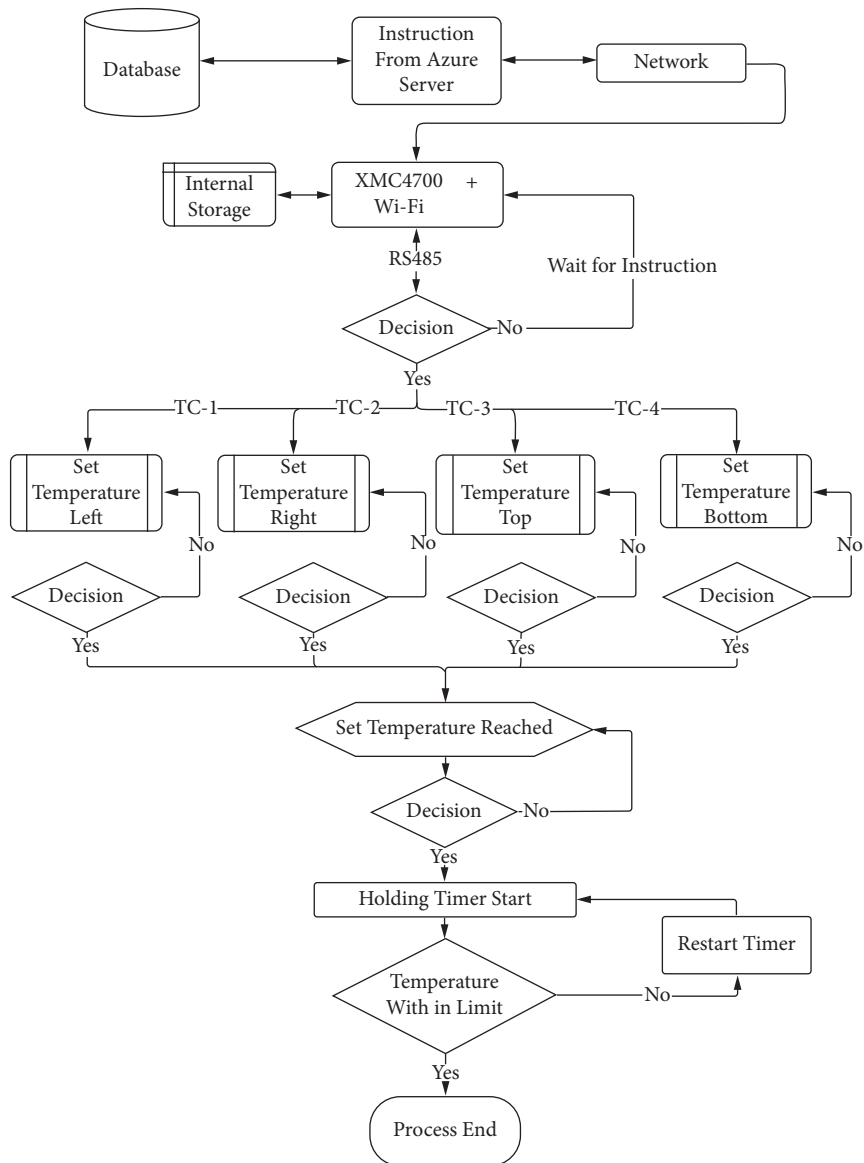 Database
Instruction
From Azure
Server
Network
Internal
Storage
XMC4700 +
Wi-Fi
RS485
Wait for Instruction
Decision
No
Yes
TC-1
TC-2
TC-3
TC-4
Set
Temperature
Left
Set
Temperature
Right
Set
Temperature
Top
Set
Temperature
Bottom
No
No
No
No
Decision
Decision
Decision
Decision
Yes
Yes
Yes
Yes
Set Temperature Reached
Decision
No
Yes
Holding Timer Start
Restart Timer
Temperature
With in Limit
No
Yes
Process End